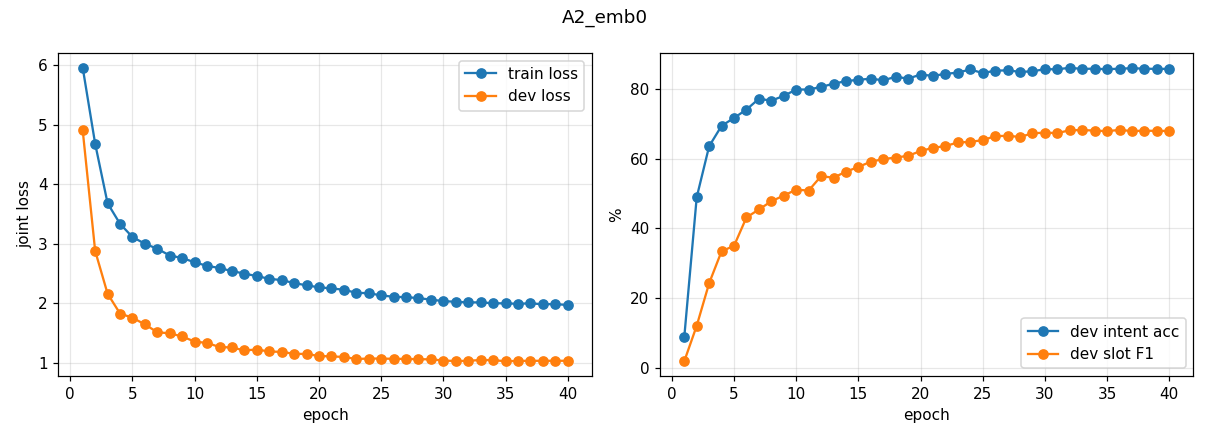 A2_emb0
6
5
4
3
2
1
joint loss
train loss
dev loss
0 5 10 15 20 25 30 35 40
epoch
80
60
40
20
0
%
dev intent acc
dev slot F1
0 5 10 15 20 25 30 35 40
epoch